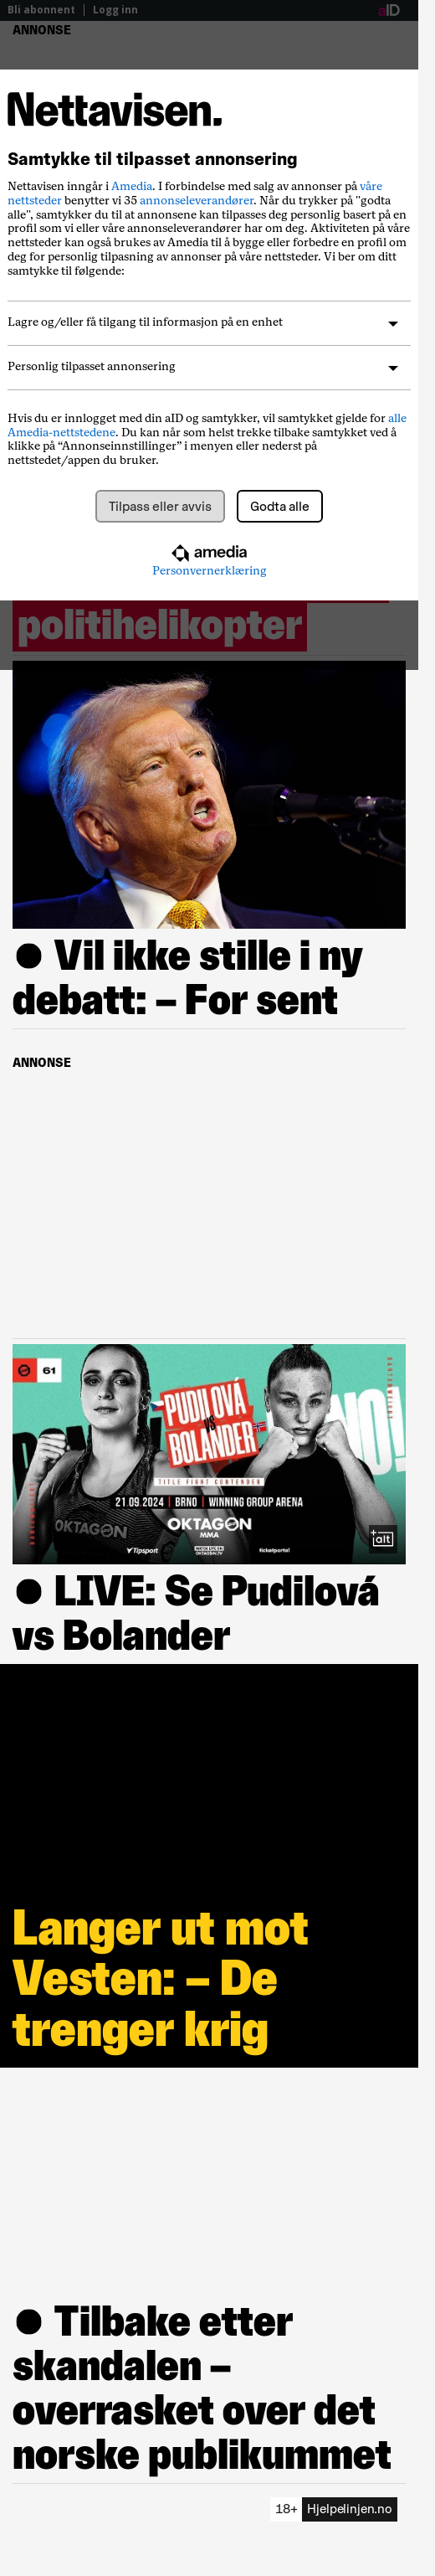 Bli abonnent | Logg inn aID
ANNONSE
Nettavisen.
Samtykke til tilpasset annonsering
Nettavisen inngår i Amedia. I forbindelse med salg av annonser på våre
nettsteder benytter vi 35 annonseleverandører. Når du trykker på "godta
alle", samtykker du til at annonsene kan tilpasses deg personlig basert på en
profil som vi eller våre annonseleverandører har om deg. Aktiviteten på våre
nettsteder kan også brukes av Amedia til å bygge eller forbedre en profil om
deg for personlig tilpasning av annonser på våre nettsteder. Vi ber om ditt
samtykke til følgende:
Lagre og/eller få tilgang til informasjon på en enhet
Personlig tilpasset annonsering
Hvis du er innlogget med din aID og samtykker, vil samtykket gjelde for alle
Amedia-nettstedene. Du kan når som helst trekke tilbake samtykket ved å
klikke på “Annonseinnstillinger” i menyen eller nederst på
nettstedet/appen du bruker.
Tilpass eller avvis Godta alle
amedia
Personvernerklæring
politihelikopter
● Vil ikke stille i ny
debatt: – For sent
ANNONSE
61
PUDILOVÁ
VS
BOLANDER
TITLE FIGHT CONTENDER
21.09.2024 | BRNO | WINNING GROUP ARENA
OKTAGON
OKTAGON
MMA
Tipsport
ticketportal
+alt
● LIVE: Se Pudilová
vs Bolander
Langer ut mot
Vesten: – De
trenger krig
● Tilbake etter
skandalen –
overrasket over det
norske publikummet
18+ Hjelpelinjen.no